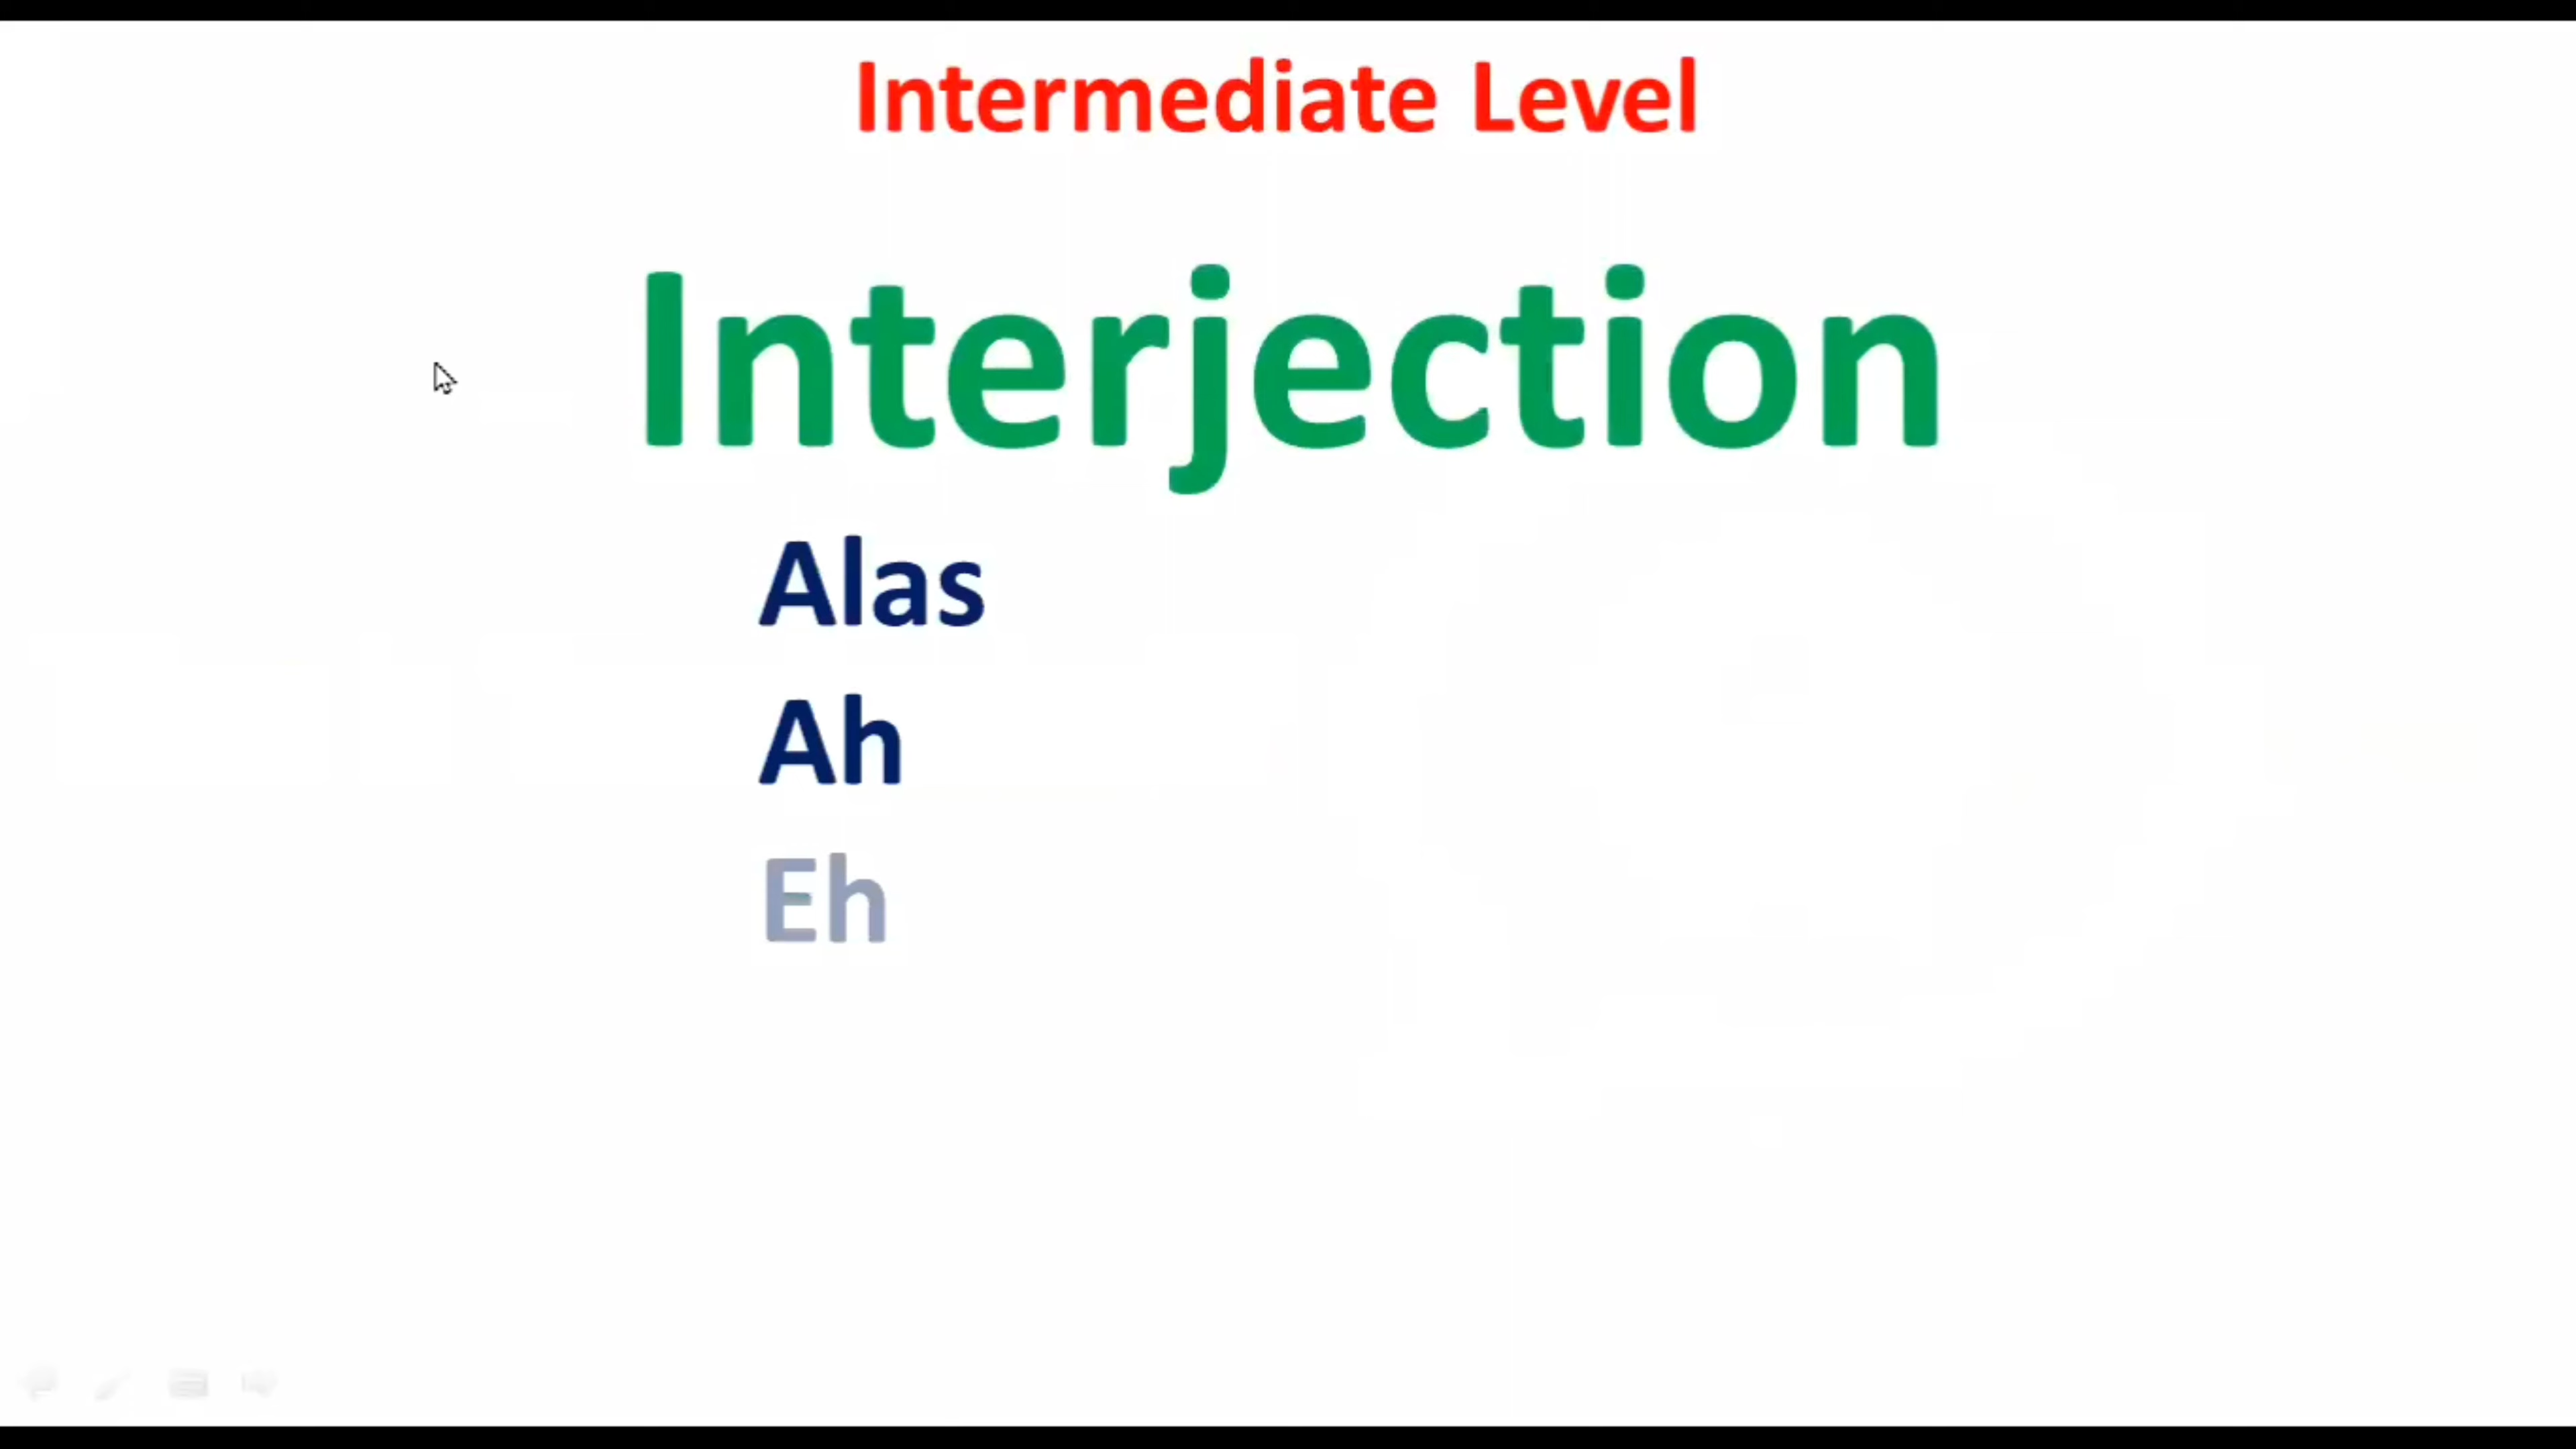 Intermediate Level
Interjection
Alas
Ah
Eh